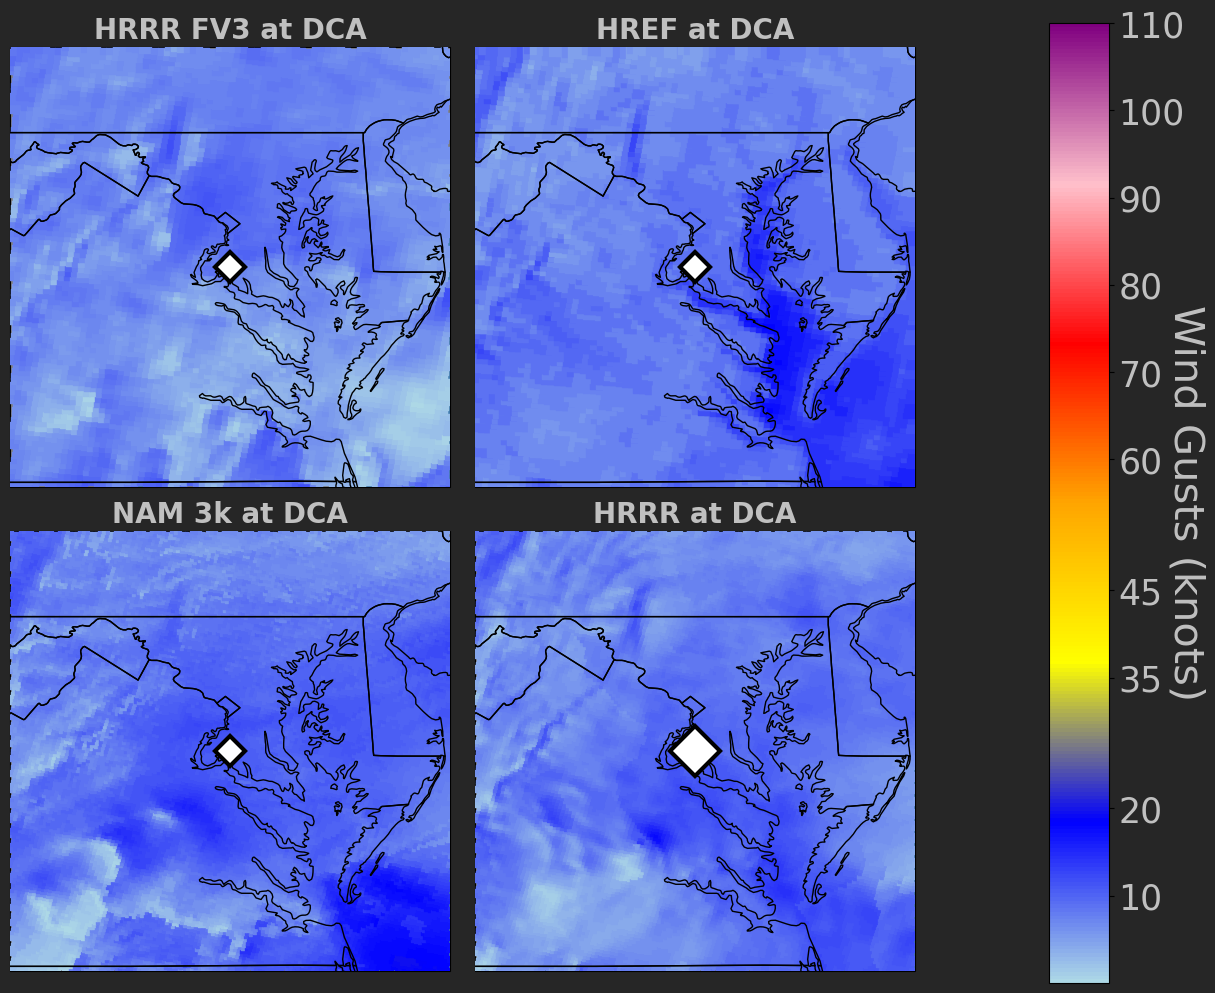 HRRR FV3 at DCA
HREF at DCA
NAM 3k at DCA
HRRR at DCA
110
100
90
80
70
60
45
35
20
10
Wind Gusts (knots)